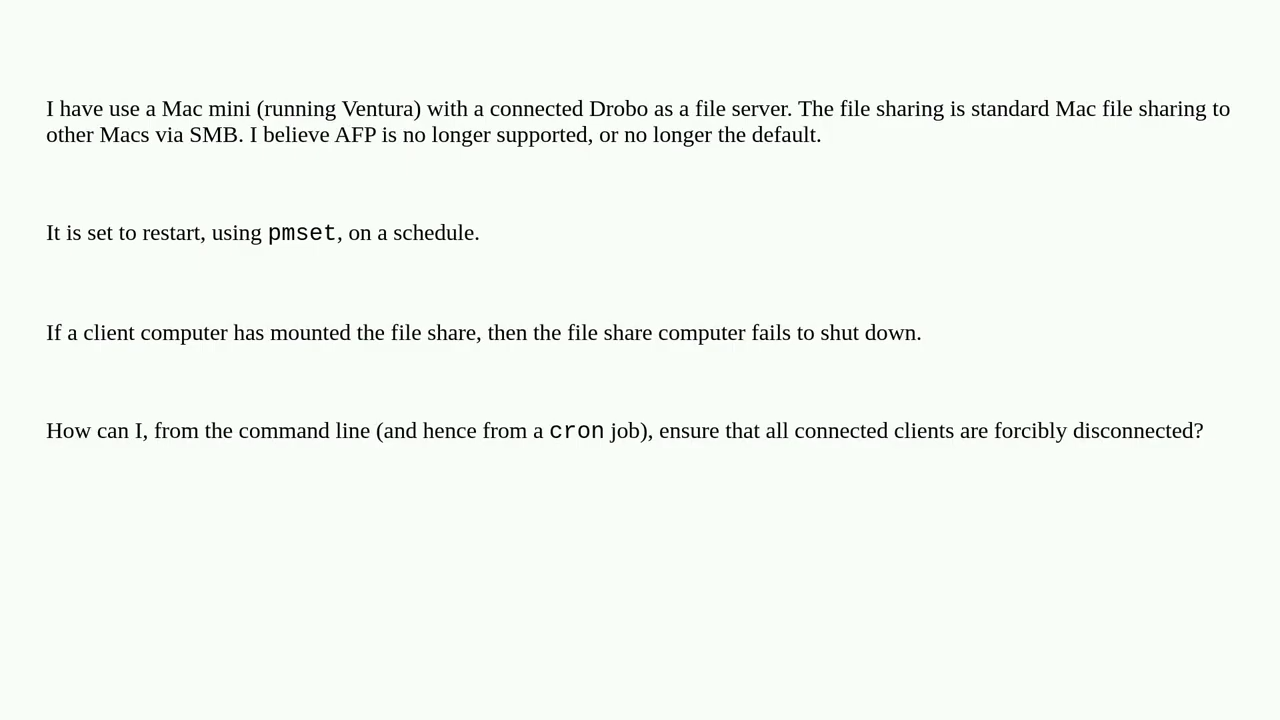 I have use a Mac mini (running Ventura) with a connected Drobo as a file server. The file sharing is standard Mac file sharing to
other Macs via SMB. I believe AFP is no longer supported, or no longer the default.
It is set to restart, using pmset, on a schedule.
If a client computer has mounted the file share, then the file share computer fails to shut down.
How can I, from the command line (and hence from a cron job), ensure that all connected clients are forcibly disconnected?